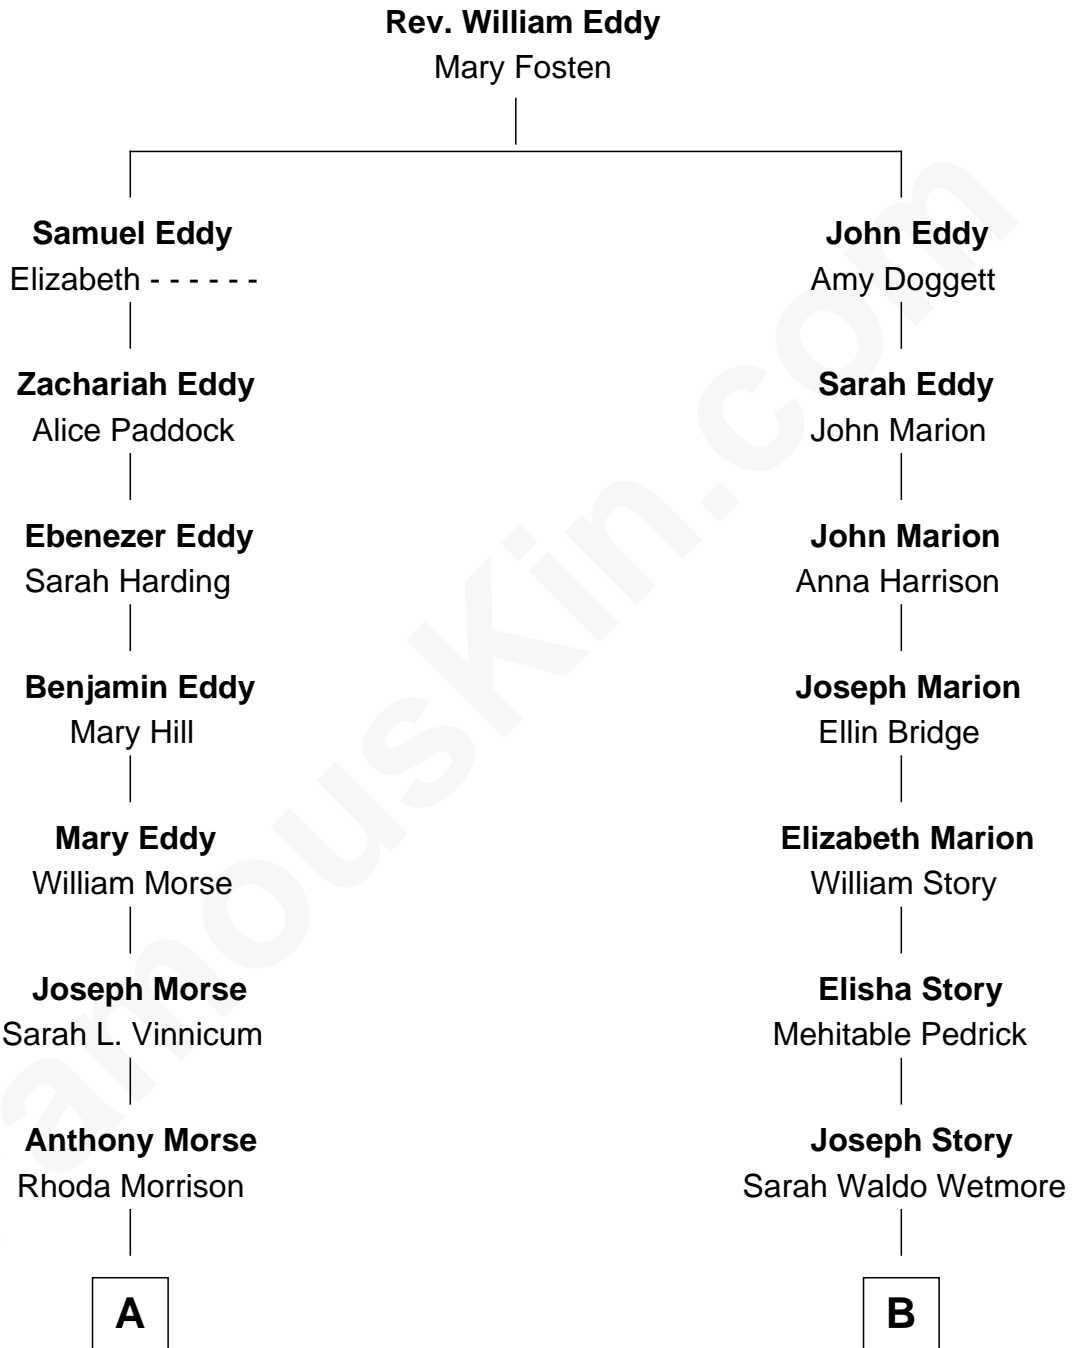 Rev. William Eddy
Mary Fosten
Samuel Eddy
Elizabeth - - - - - -
John Eddy
Amy Doggett
Zachariah Eddy
Alice Paddock
Sarah Eddy
John Marion
Ebenezer Eddy
Sarah Harding
John Marion
Anna Harrison
Benjamin Eddy
Mary Hill
Joseph Marion
Ellin Bridge
Mary Eddy
William Morse
Elizabeth Marion
William Story
Joseph Morse
Sarah L. Vinnicum
Elisha Story
Mehitable Pedrick
Anthony Morse
Rhoda Morrison
Joseph Story
Sarah Waldo Wetmore
A
B
amousKin.com